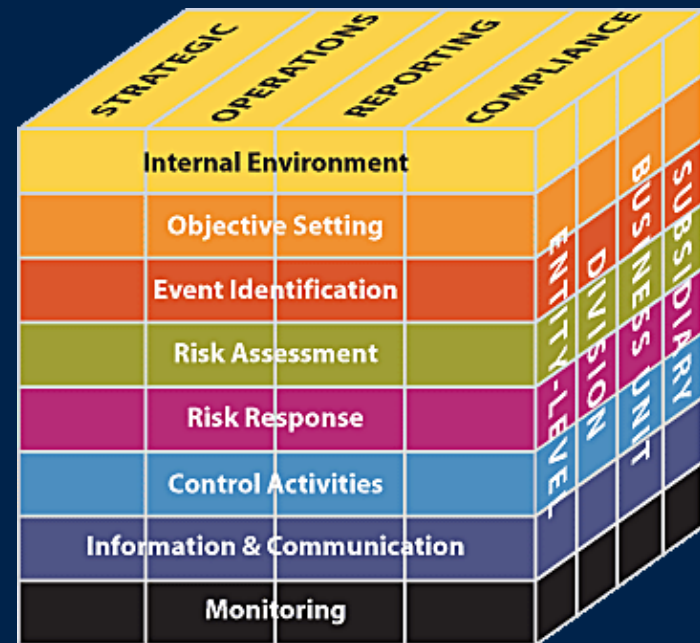 STRATEGIC
OPERATIONS
REPORTING
COMPLIANCE
Internal Environment
Objective Setting
Event Identification
Risk Assessment
Risk Response
Control Activities
Information & Communication
Monitoring
ENTITY-LEVEL
DIVISION
BUSINESS UNIT
SUBSIDIARY